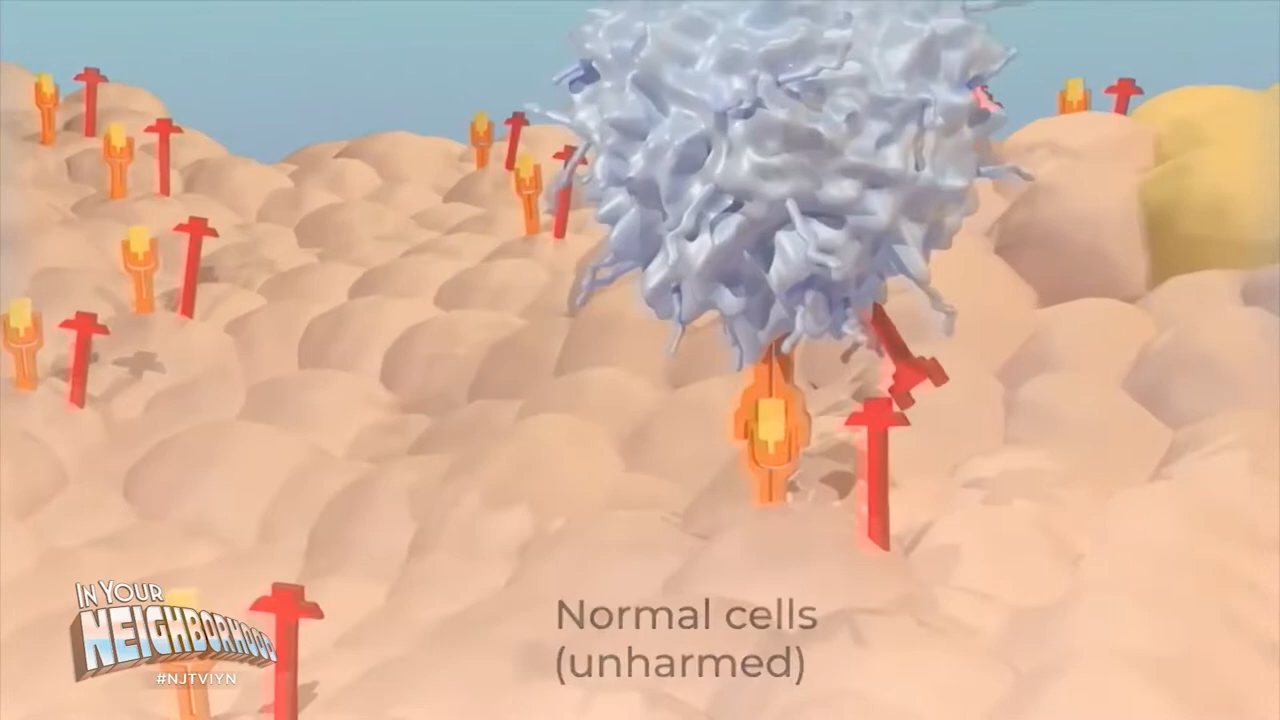 Normal cells
(unharmed)
IN YOUR
NEIGHBORHOOD
#NJTVIYN